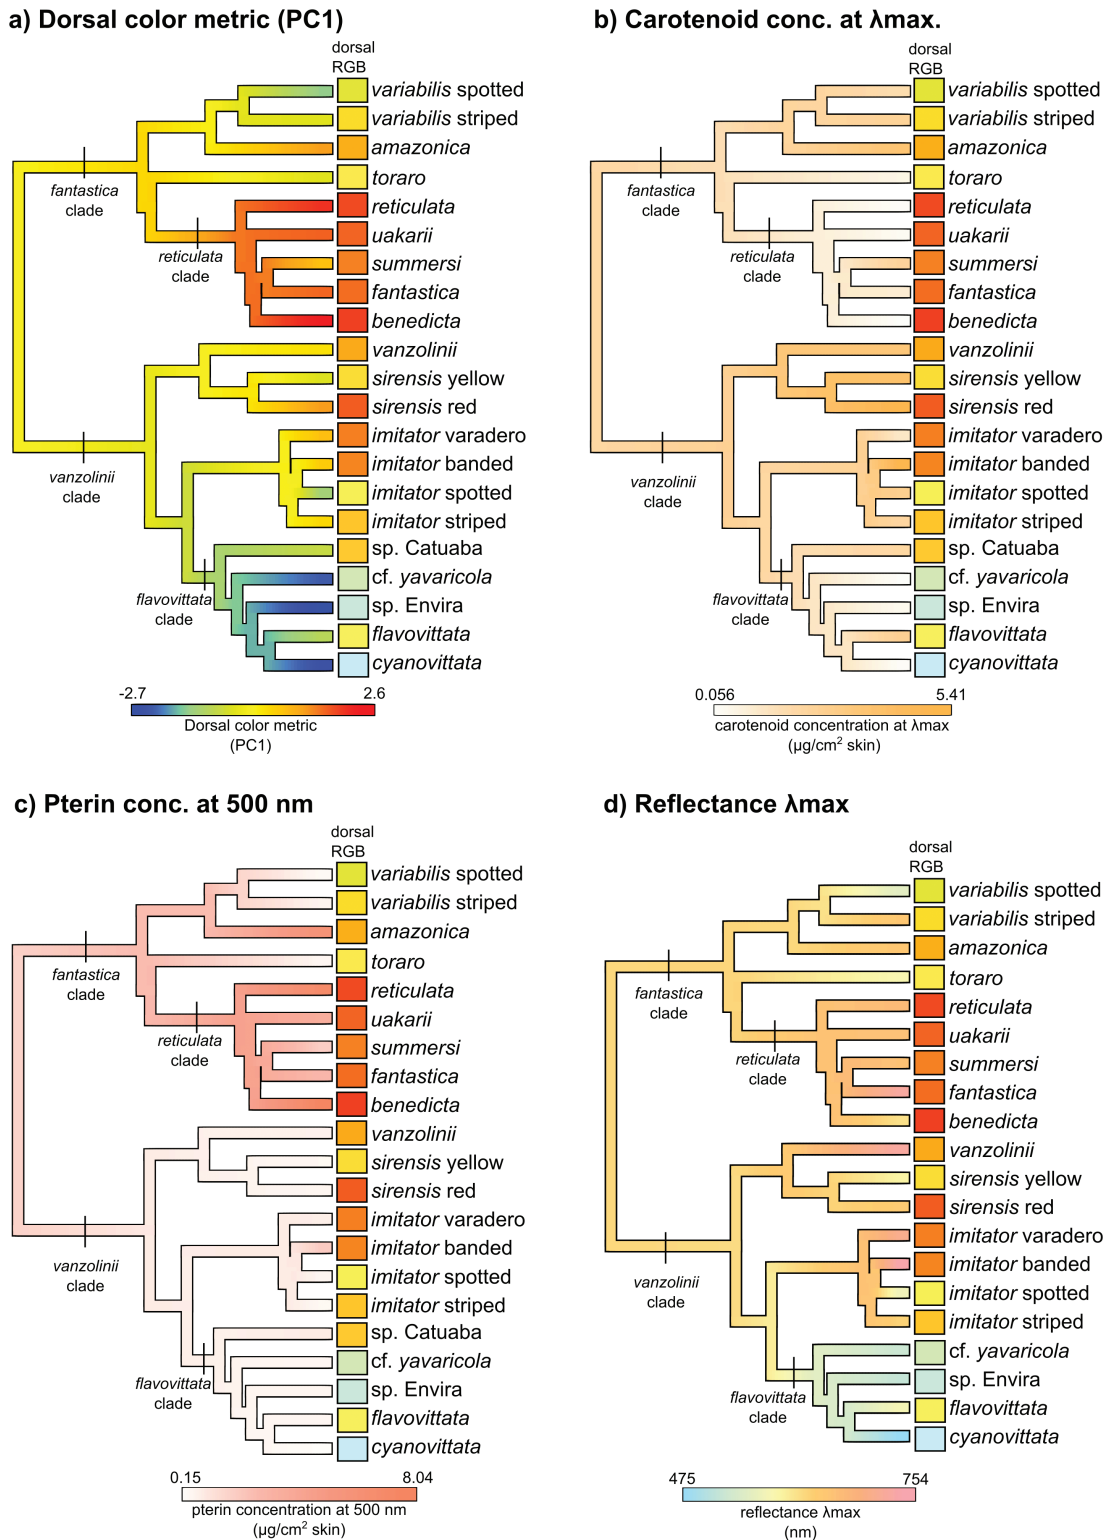 a) Dorsal color metric (PC1)
dorsal
RGB
variabilis spotted
variabilis striped
amazonica
toraro
fantastica
clade
reticulata
uakarii
reticulata
clade
summersi
fantastica
benedicta
vanzolinii
sirensis yellow
sirensis red
imitator varadero
imitator banded
vanzolinii
clade
imitator spotted
imitator striped
sp. Catuaba
cf. yavaricola
flavovittata
clade
sp. Envira
flavovittata
cyanovittata
-2.7
2.6
Dorsal color metric
(PC1)
b) Carotenoid conc. at λmax.
dorsal
RGB
variabilis spotted
variabilis striped
amazonica
toraro
fantastica
clade
reticulata
uakarii
reticulata
clade
summersi
fantastica
benedicta
vanzolinii
sirensis yellow
sirensis red
imitator varadero
imitator banded
vanzolinii
clade
imitator spotted
imitator striped
sp. Catuaba
cf. yavaricola
flavovittata
clade
sp. Envira
flavovittata
cyanovittata
0.056
5.41
carotenoid concentration at λmax
(µg/cm² skin)
c) Pterin conc. at 500 nm
dorsal
RGB
variabilis spotted
variabilis striped
amazonica
toraro
fantastica
clade
reticulata
uakarii
reticulata
clade
summersi
fantastica
benedicta
vanzolinii
sirensis yellow
sirensis red
imitator varadero
imitator banded
vanzolinii
clade
imitator spotted
imitator striped
sp. Catuaba
cf. yavaricola
flavovittata
clade
sp. Envira
flavovittata
cyanovittata
0.15
8.04
pterin concentration at 500 nm
(µg/cm² skin)
d) Reflectance λmax
dorsal
RGB
variabilis spotted
variabilis striped
amazonica
toraro
fantastica
clade
reticulata
uakarii
reticulata
clade
summersi
fantastica
benedicta
vanzolinii
sirensis yellow
sirensis red
imitator varadero
imitator banded
vanzolinii
clade
imitator spotted
imitator striped
cf. yavaricola
sp. Envira
flavovittata
clade
flavovittata
cyanovittata
475
754
reflectance λmax
(nm)